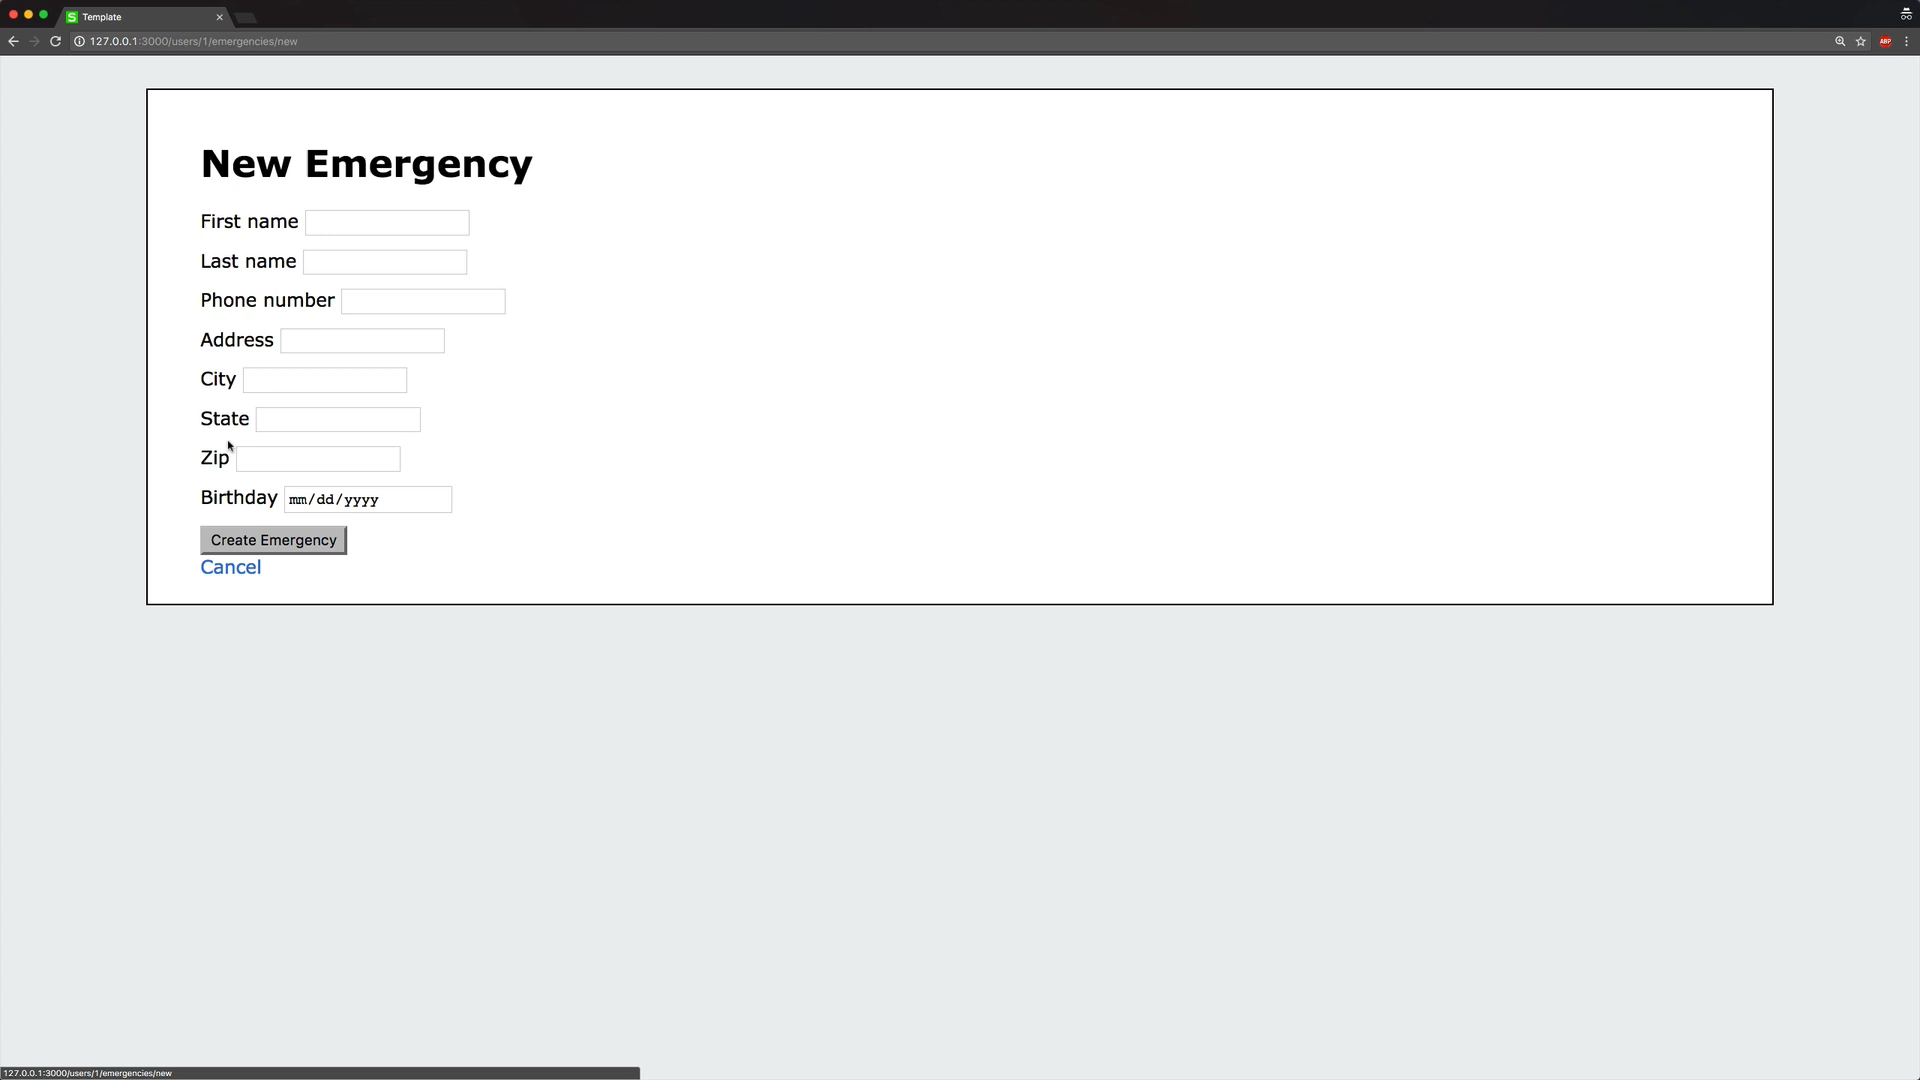 S Template
127.0.0.1:3000/users/1/emergencies/new
ABP
New Emergency
First name
Last name
Phone number
Address
City
State
Zip
Birthday mm/dd/yyyy
Create Emergency
Cancel
127.0.0.1:3000/users/1/emergencies/new